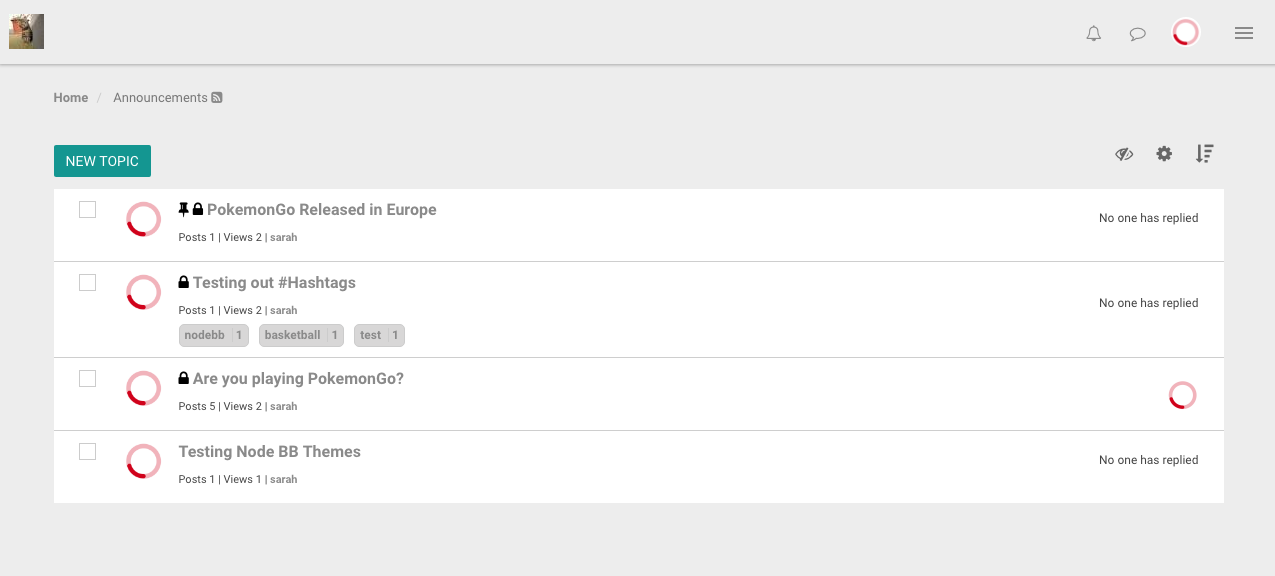 Home / Announcements
NEW TOPIC
PokemonGo Released in Europe
No one has replied
Posts 1 | Views 2 | sarah
Testing out #Hashtags
No one has replied
Posts 1 | Views 2 | sarah
nodebb 1 basketball 1 test 1
Are you playing PokemonGo?
Posts 5 | Views 2 | sarah
Testing Node BB Themes
No one has replied
Posts 1 | Views 1 | sarah